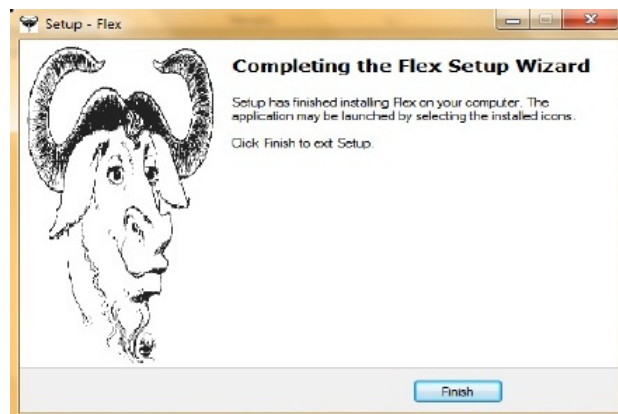 Setup - Flex
Completing the Flex Setup Wizard
Setup has finished installing Flex on your computer. The
application may be launched by selecting the installed icons.
Click Finish to exit Setup.
Finish